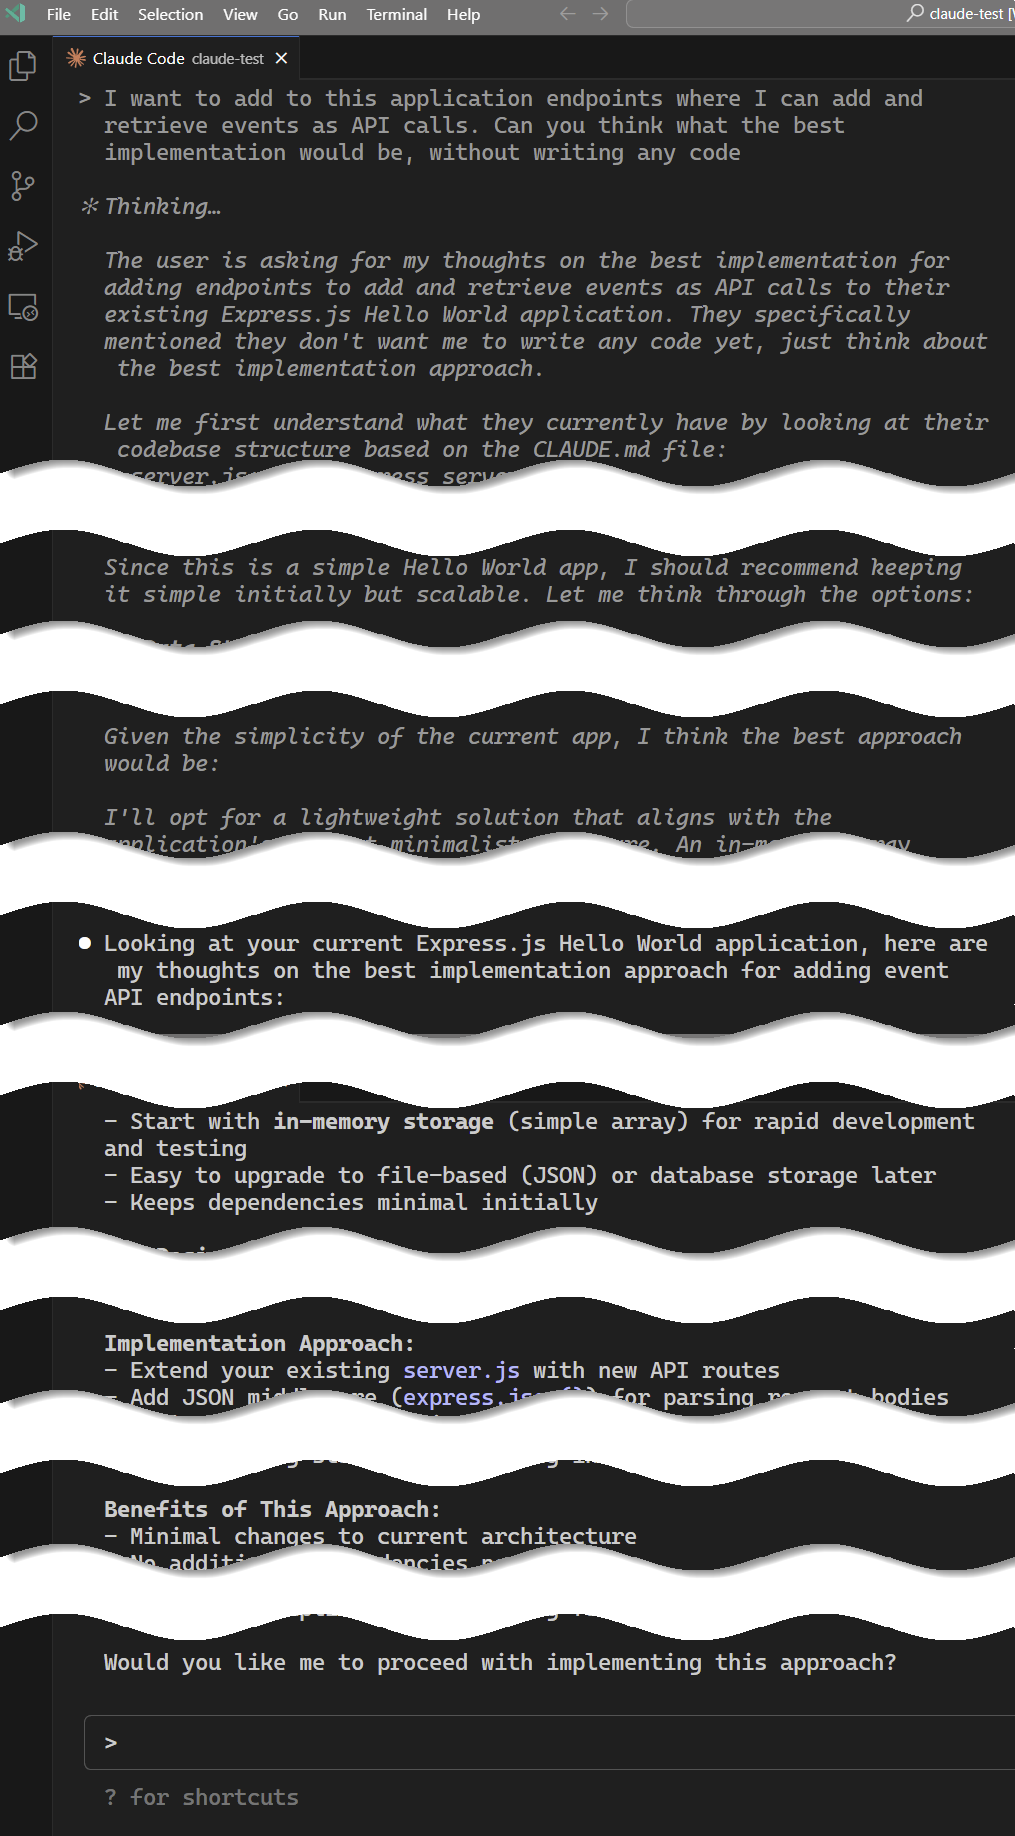 File Edit Selection View Go Run Terminal Help
claude-test
Claude Code claude-test
> I want to add to this application endpoints where I can add and
retrieve events as API calls. Can you think what the best
implementation would be, without writing any code
Thinking…
The user is asking for my thoughts on the best implementation for
adding endpoints to add and retrieve events as API calls to their
existing Express.js Hello World application. They specifically
mentioned they don't want me to write any code yet, just think about
the best implementation approach.
Let me first understand what they currently have by looking at their
codebase structure based on the CLAUDE.md file:
server.js
Since this is a simple Hello World app, I should recommend keeping
it simple initially but scalable. Let me think through the options:
Given the simplicity of the current app, I think the best approach
would be:
I'll opt for a lightweight solution that aligns with the
application's minimalist An
● Looking at your current Express.js Hello World application, here are
my thoughts on the best implementation approach for adding event
API endpoints:
- Start with in-memory storage (simple array) for rapid development
and testing
- Easy to upgrade to file-based (JSON) or database storage later
- Keeps dependencies minimal initially
Implementation Approach:
- Extend your existing server.js with new API routes
- Add JSON middleware (express.json()) for parsing request bodies
Benefits of This Approach:
- Minimal changes to current architecture
No
Would you like me to proceed with implementing this approach?
>
? for shortcuts